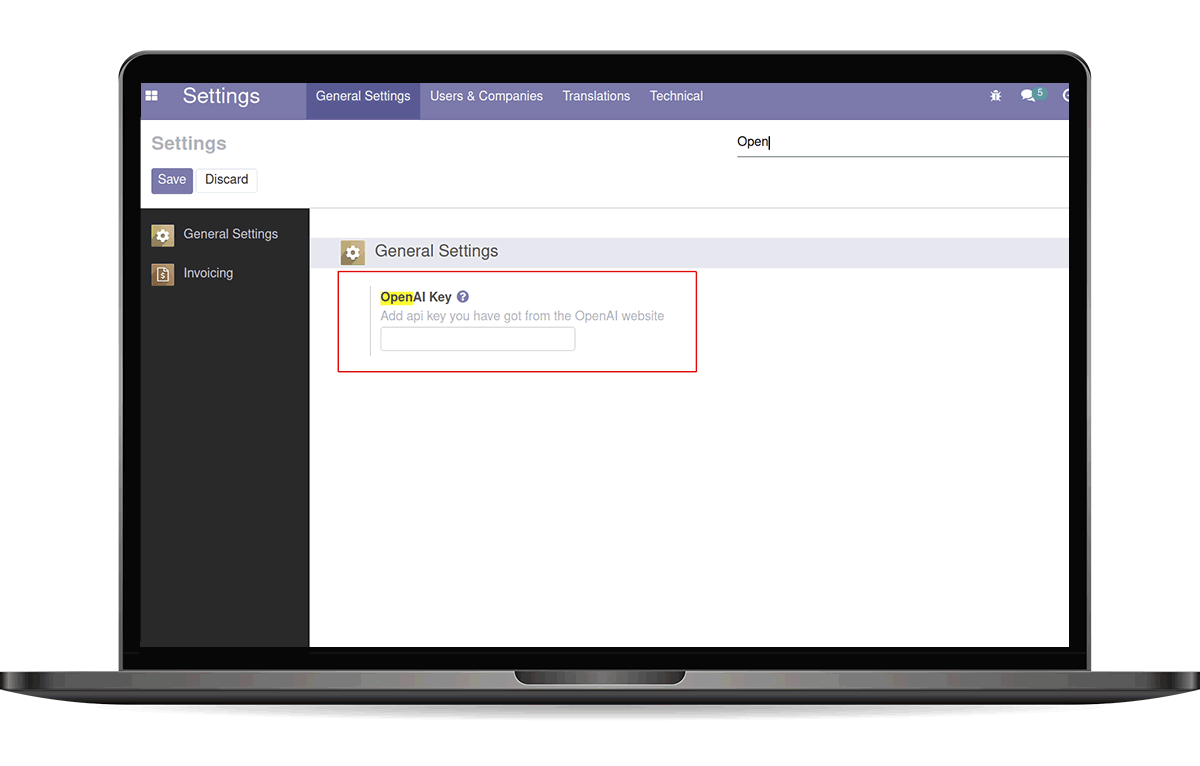 Settings
General Settings
Users & Companies
Translations
Technical
5
Settings
Open
Save
Discard
General Settings
Invoicing
General Settings
OpenAI Key ?
Add api key you have got from the OpenAI website